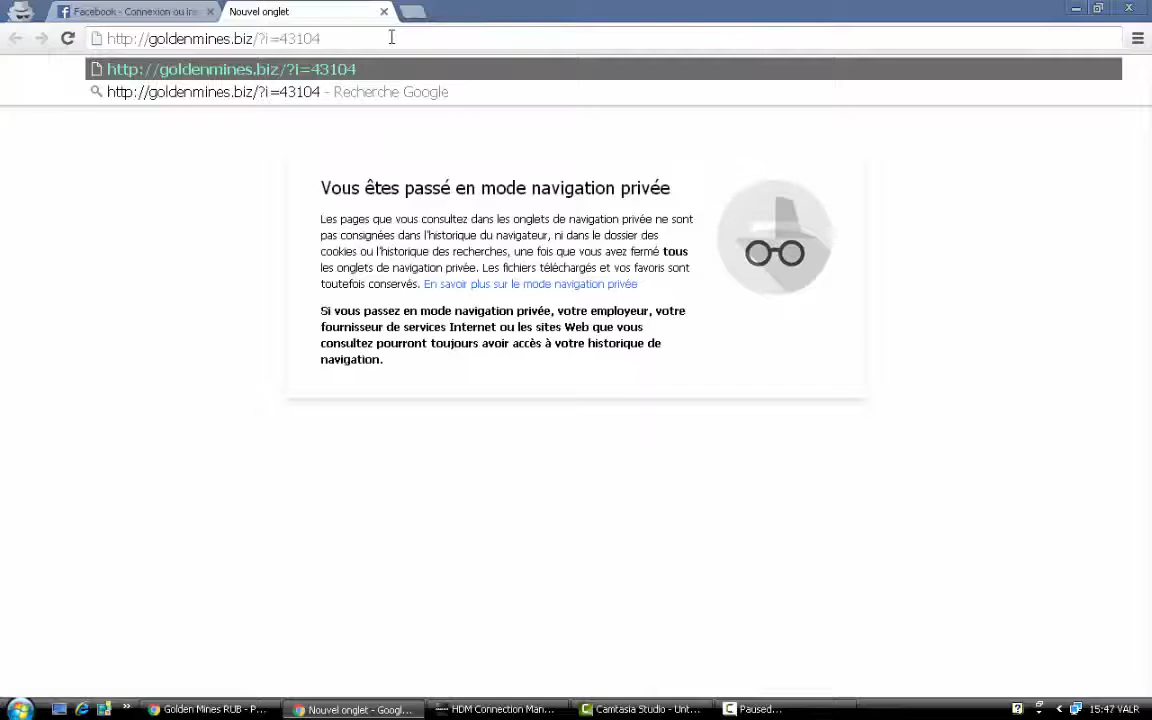 Facebook - Connexion ou Ins
Nouvel onglet
http://goldenmines.biz/?i=43104
http://goldenmines.biz/?i=43104
http://goldenmines.biz/?i=43104 - Recherche Google
Vous êtes passé en mode navigation privée
Les pages que vous consultez dans les onglets de navigation privée ne sont
pas consignées dans l'historique du navigateur, ni dans le dossier des
cookies ou l'historique des recherches, une fois que vous avez fermé tous
les onglets de navigation privée. Les fichiers téléchargés et vos favoris sont
toutefois conservés. En savoir plus sur le mode navigation privée
Si vous passez en mode navigation privée, votre employeur, votre
fournisseur de services Internet ou les sites Web que vous
consultez pourront toujours avoir accès à votre historique de
navigation.
Golden Mines RUB - P...
Nouvel onglet - Googl...
HDM Connection Man...
Camtasia Studio - Unt...
Paused...
15:47 VALR